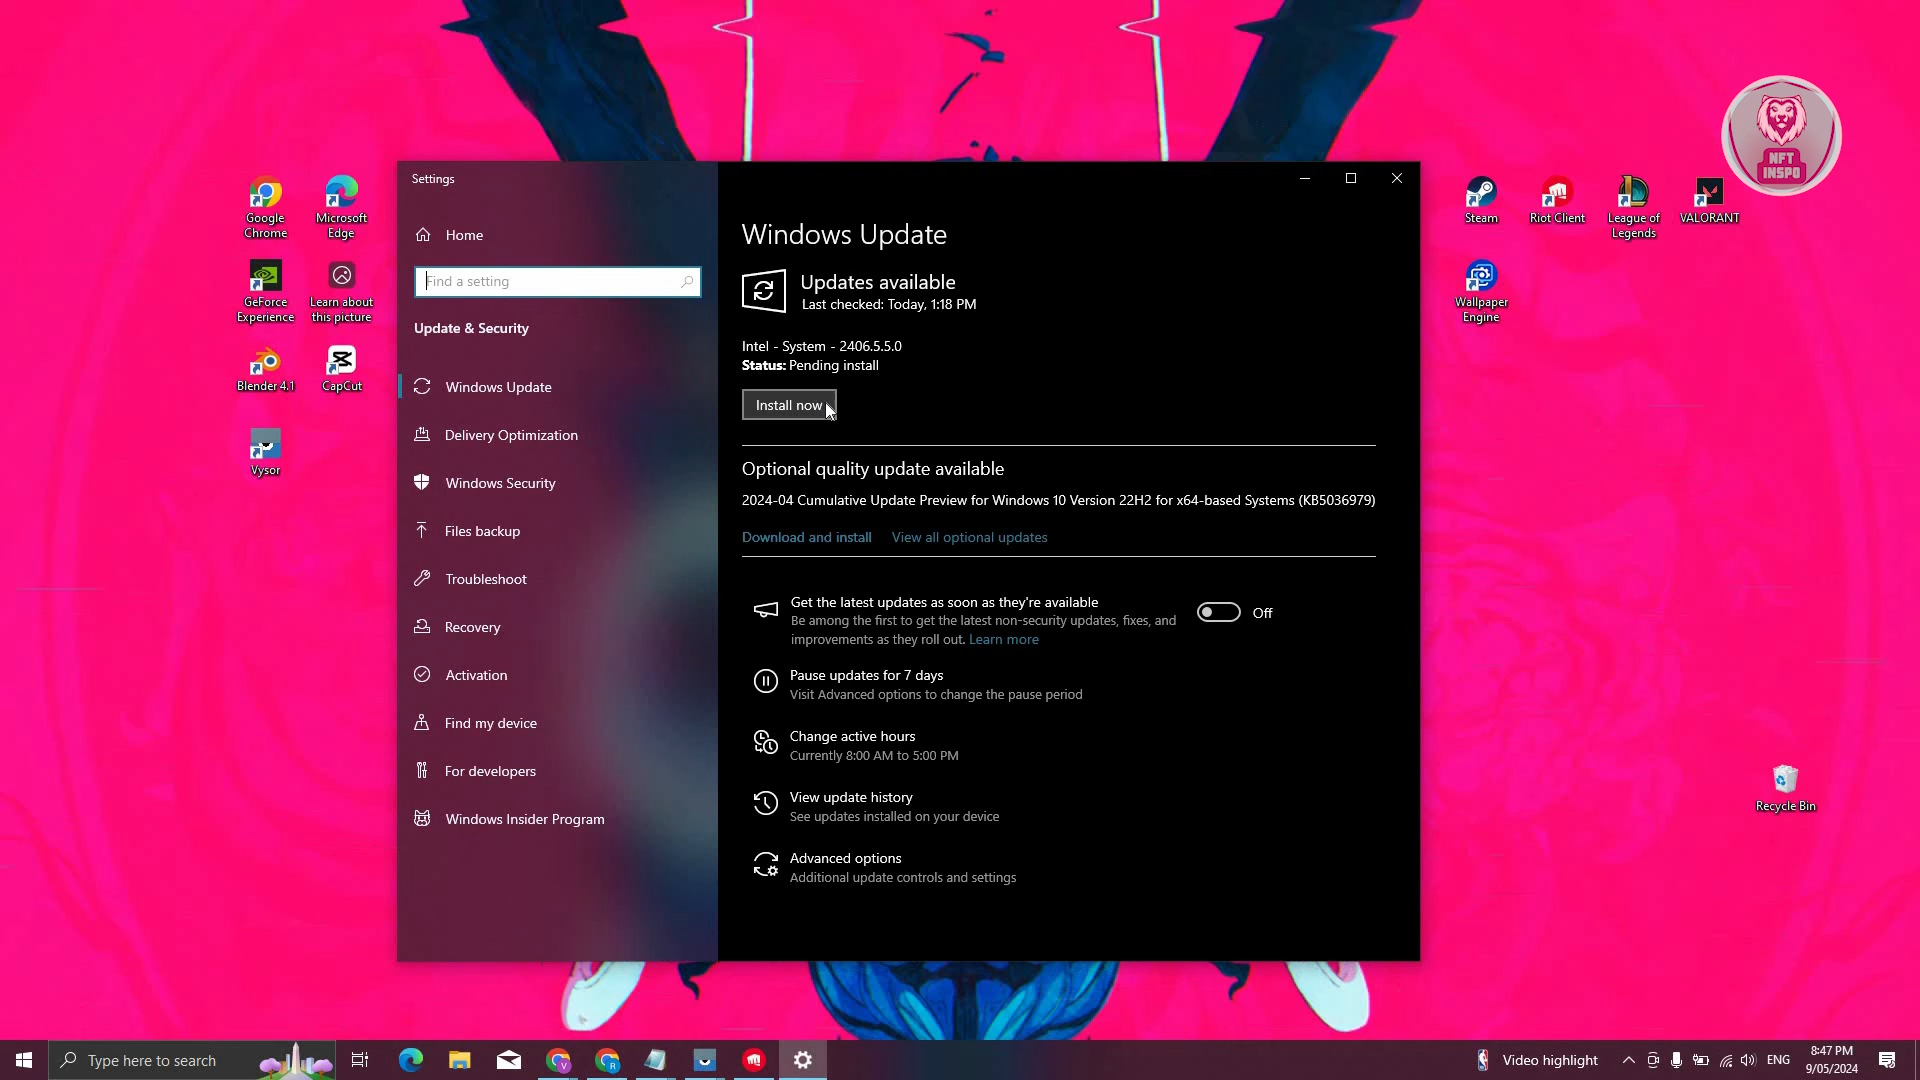 NFT
INSPO
Google
Chrome
Microsoft
Edge
GeForce
Experience
Learn about
this picture
Blender 4.1
CapCut
Vysor
Steam
Riot Client
League of
Legends
VALORANT
Wallpaper
Engine
Recycle Bin
Settings
Home
Find a setting
Update & Security
Windows Update
Delivery Optimization
Windows Security
Files backup
Troubleshoot
Recovery
Activation
Find my device
For developers
Windows Insider Program
Windows Update
Updates available
Last checked: Today, 1:18 PM
Intel - System - 2406.5.5.0
Status: Pending install
Install now
Optional quality update available
2024-04 Cumulative Update Preview for Windows 10 Version 22H2 for x64-based Systems (KB5036979)
Download and install View all optional updates
Get the latest updates as soon as they're available
Be among the first to get the latest non-security updates, fixes, and
improvements as they roll out. Learn more
Off
Pause updates for 7 days
Visit Advanced options to change the pause period
Change active hours
Currently 8:00 AM to 5:00 PM
View update history
See updates installed on your device
Advanced options
Additional update controls and settings
Type here to search
V
R
Video highlight
ENG
8:47 PM
9/05/2024